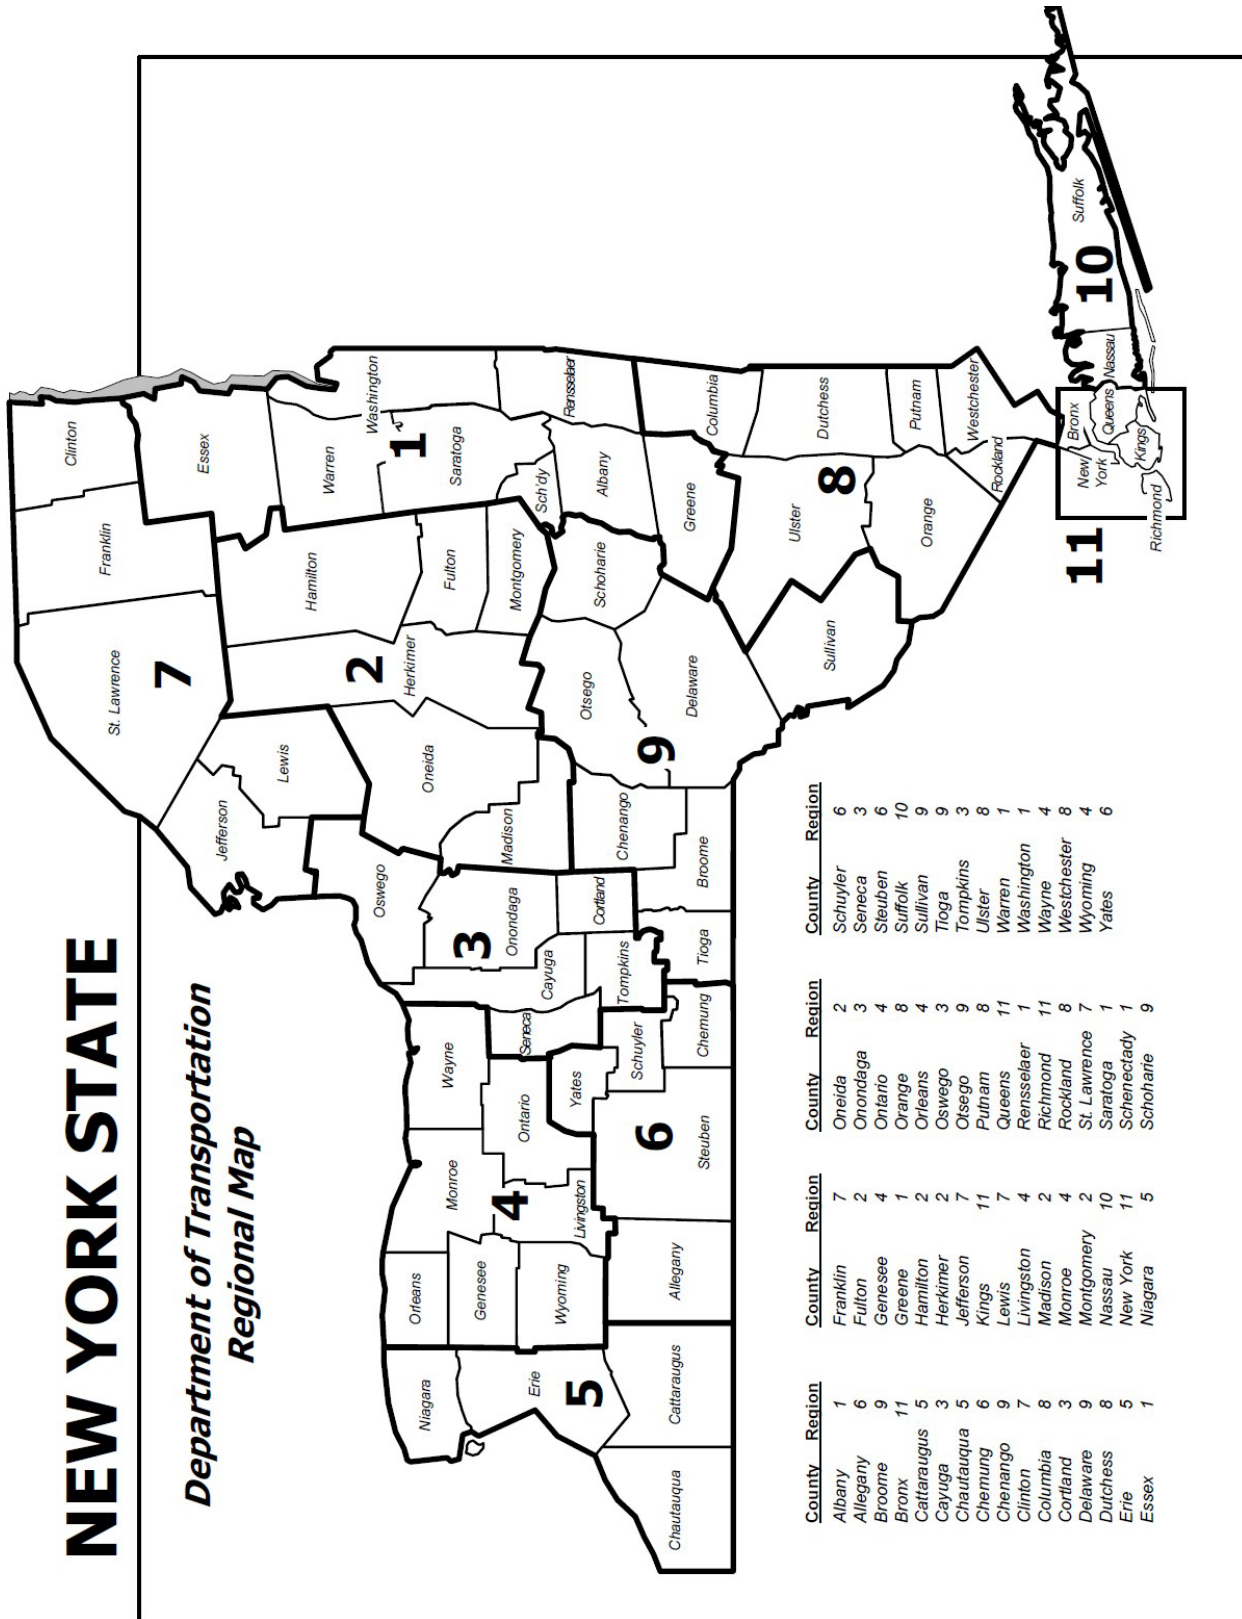 NEW YORK STATE
Department of Transportation
Regional Map
Clinton
Franklin
St. Lawrence
7
Essex
Jefferson
Lewis
Hamilton
Warren
Washington
2
Herkimer
1
Oswego
Oneida
Fulton
Saratoga
Niagara
Orleans
Monroe
Wayne
Genesee
3
Onondaga
Madison
Montgomery
Sch'dy
Rensselaer
Erie
5
Wyoming
4
Livingston
Ontario
Seneca
Cayuga
Cortland
Yates
Otsego
Schoharie
Albany
Chenango
Tompkins
Schuyler
6
9
Chautauqua
Cattaraugus
Allegany
Steuben
Chemung
Tioga
Broome
Delaware
Greene
Columbia
Ulster
8
Dutchess
Sullivan
Orange
Putnam
Rockland
Westchester
11
New
York
Bronx
Queens
Kings
Richmond
Nassau
10
Suffolk
County Region
Albany 1
Allegany 6
Broome 9
Bronx 11
Cattaraugus 5
Cayuga 3
Chautauqua 5
Chemung 6
Chenango 9
Clinton 7
Columbia 8
Cortland 3
Delaware 9
Dutchess 8
Erie 5
Essex 1
County Region
Franklin 7
Fulton 2
Genesee 4
Greene 1
Hamilton 2
Herkimer 2
Jefferson 7
Kings 11
Lewis 7
Livingston 4
Madison 2
Monroe 4
Montgomery 2
Nassau 10
New York 11
Niagara 5
County Region
Oneida 2
Onondaga 3
Ontario 4
Orange 8
Orleans 4
Oswego 3
Otsego 9
Putnam 8
Queens 11
Rensselaer 1
Richmond 11
Rockland 8
St. Lawrence 7
Saratoga 1
Schenectady 1
Schoharie 9
County Region
Schuyler 6
Seneca 3
Steuben 6
Suffolk 10
Sullivan 9
Tioga 9
Tompkins 3
Ulster 8
Warren 1
Washington 1
Wayne 4
Westchester 8
Wyoming 4
Yates 6